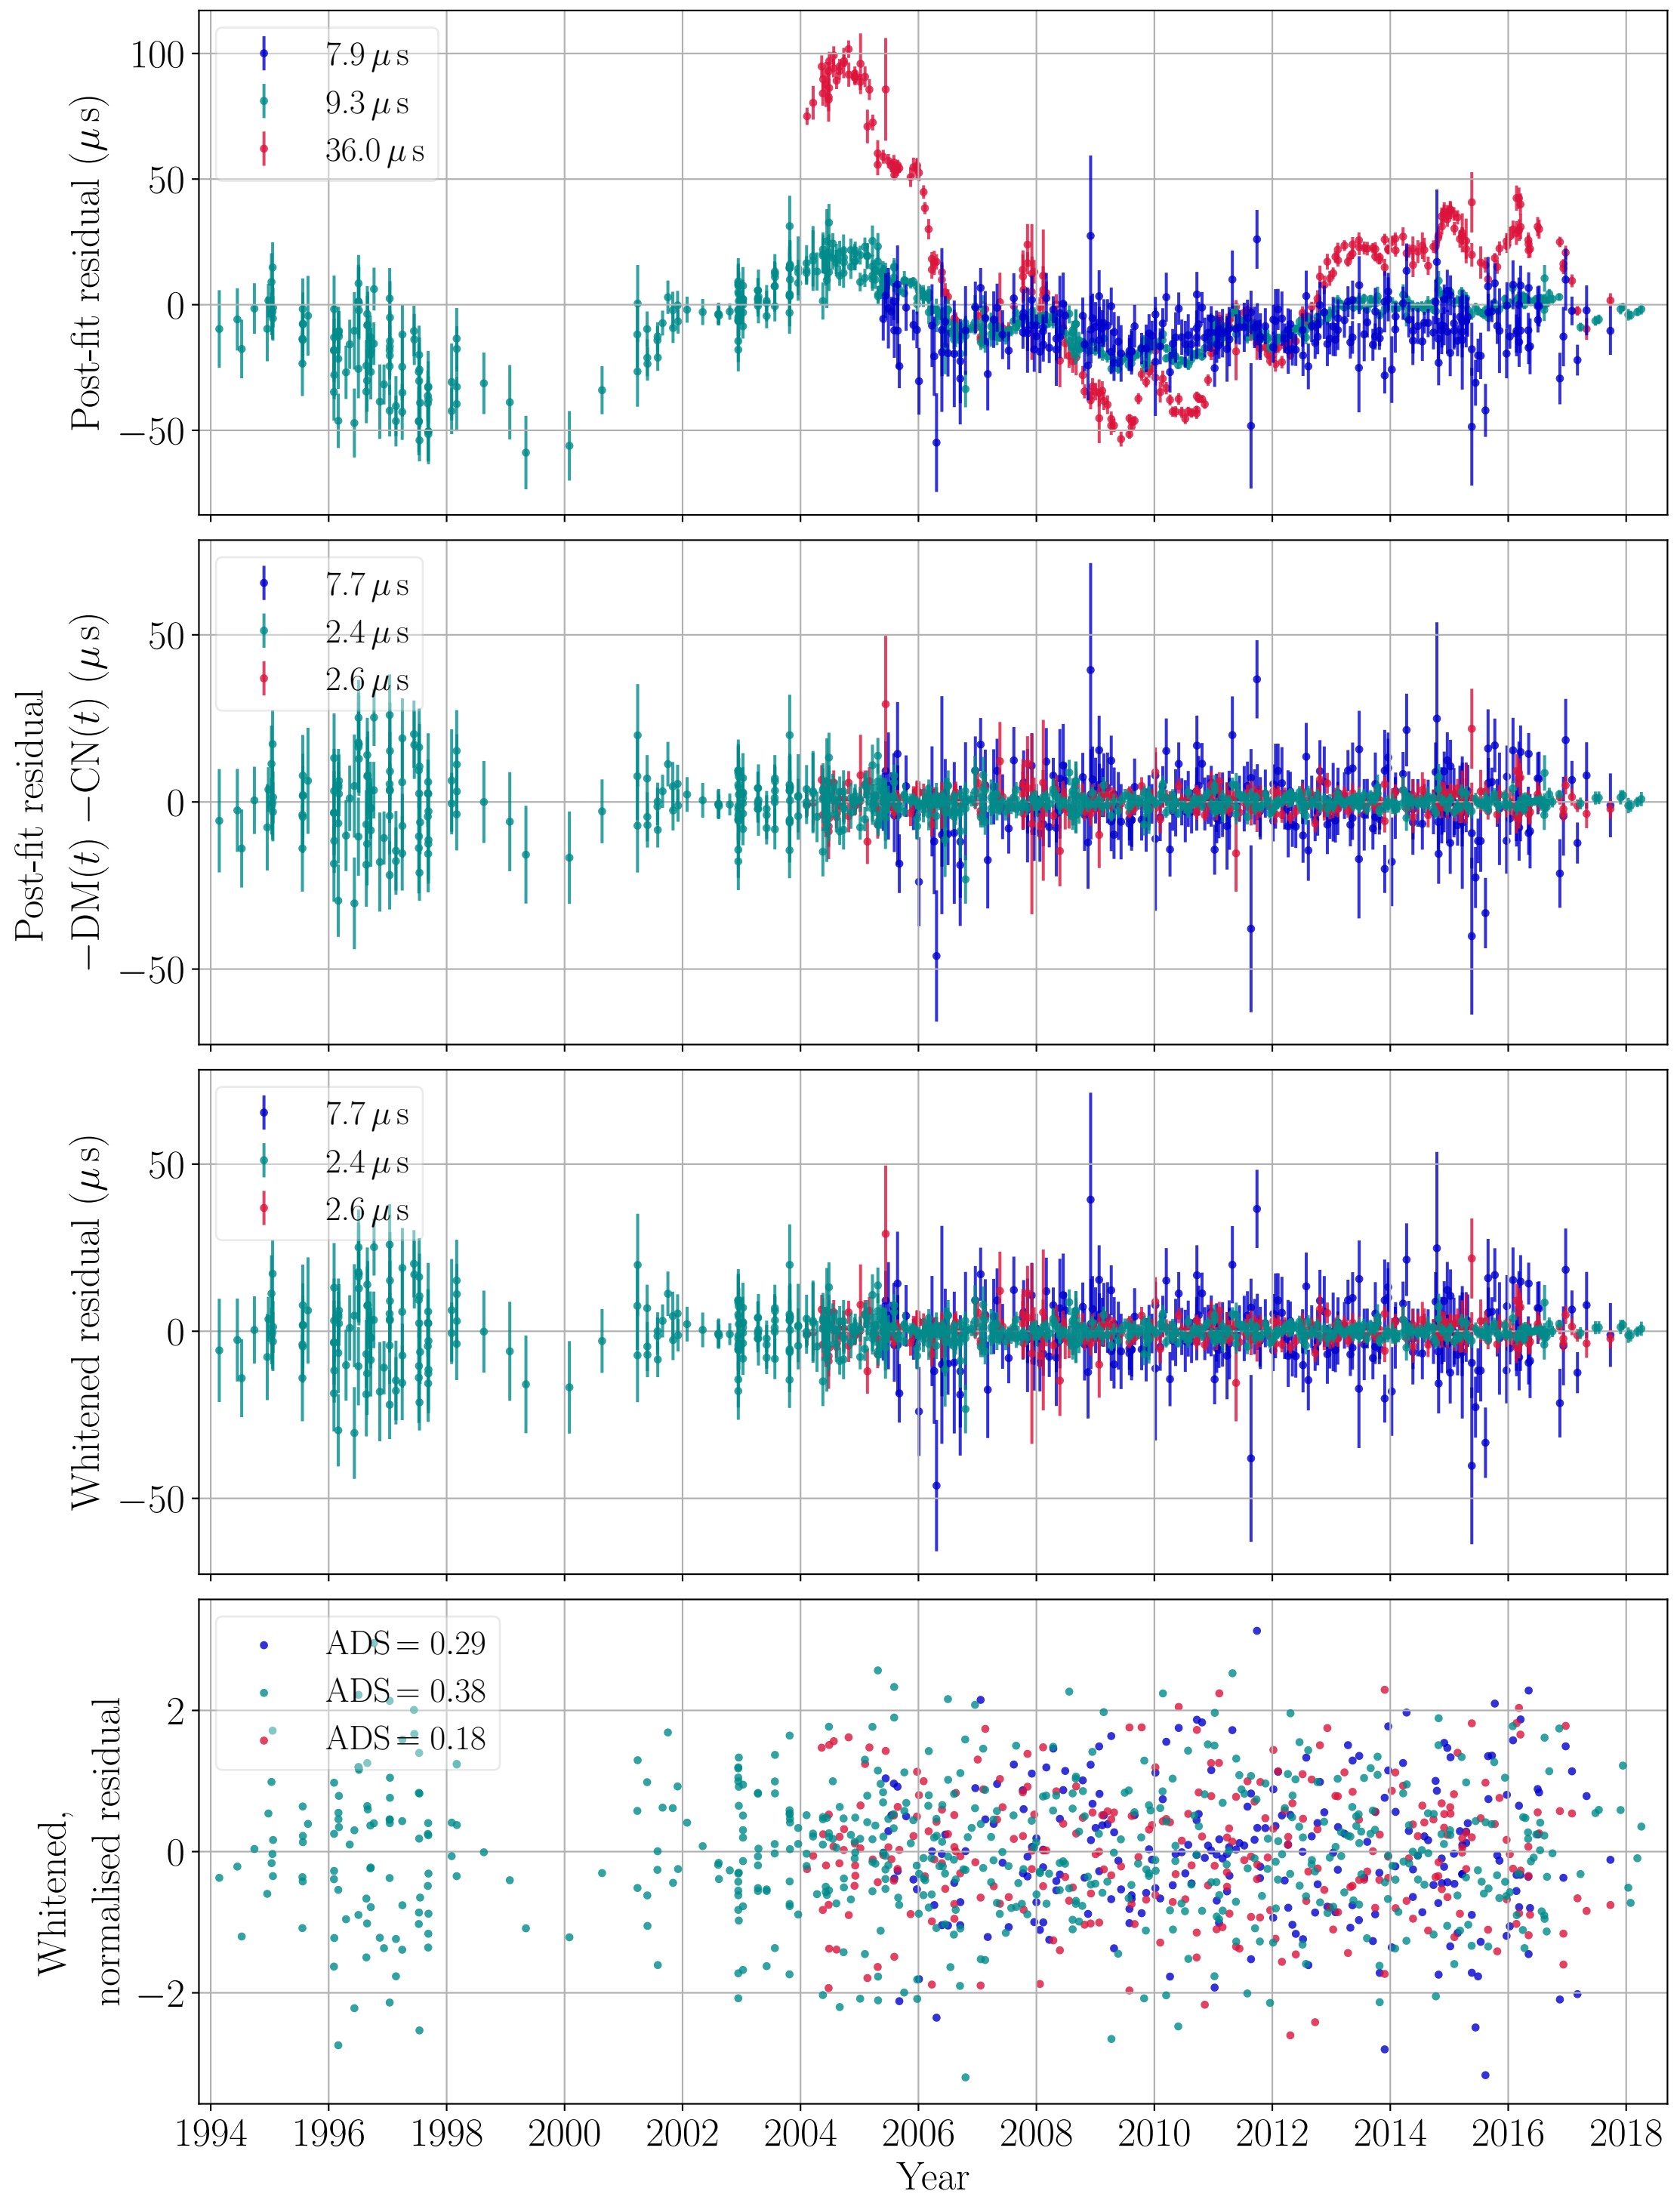 Post-fit residual (μs)
100
50
0
−50
7.9 μs
9.3 μs
36.0 μs
Post-fit residual
−DM(t) −CN(t) (μs)
50
0
−50
7.7 μs
2.4 μs
2.6 μs
Whitened residual (μs)
50
0
−50
7.7 μs
2.4 μs
2.6 μs
Whitened,
normalised residual
2
0
−2
ADS = 0.29
ADS = 0.38
ADS = 0.18
1994 1996 1998 2000 2002 2004 2006 2008 2010 2012 2014 2016 2018
Year